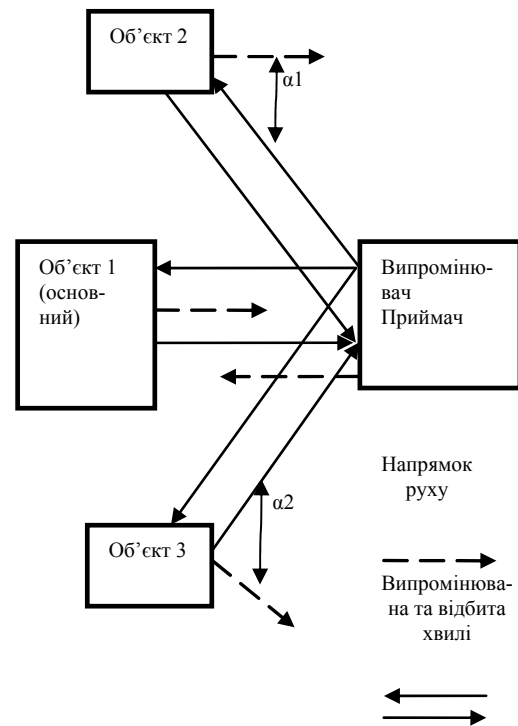 Об’єкт 2
α1
Об’єкт 1
(основ-
ний)
Випроміню-
вач
Приймач
Напрямок
руху
α2
Об’єкт 3
Випромінюва-
на та відбита
хвилі